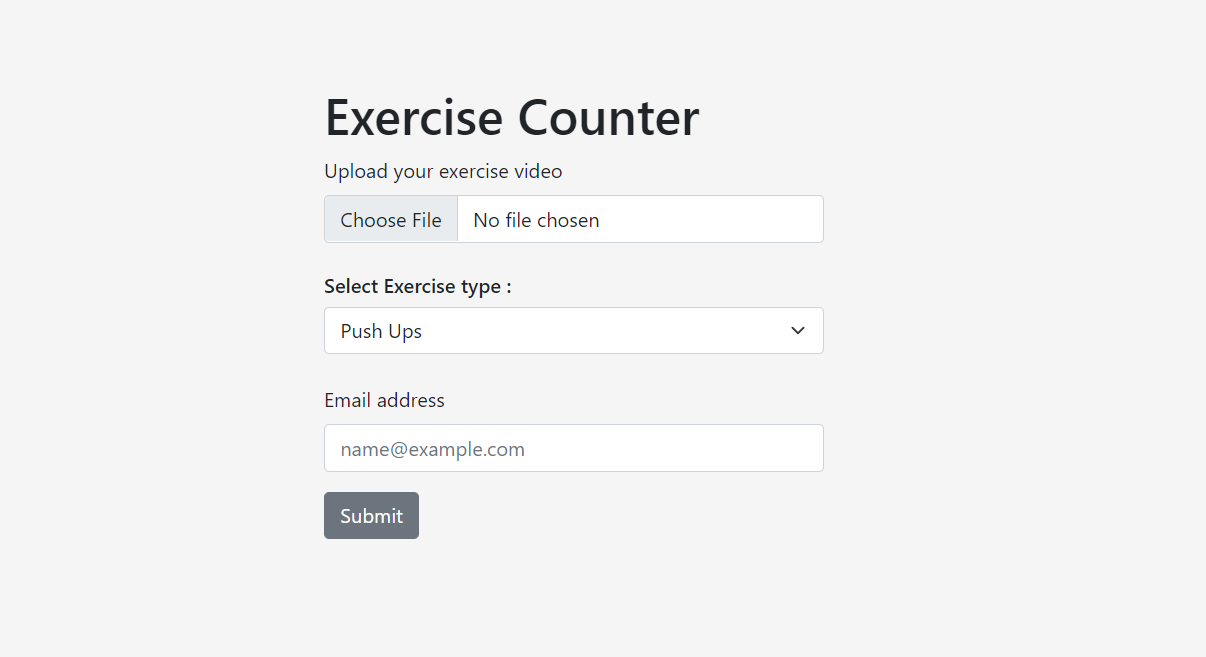 Exercise Counter
Upload your exercise video
Choose File No file chosen
Select Exercise type :
Push Ups
Email address
name@example.com
Submit